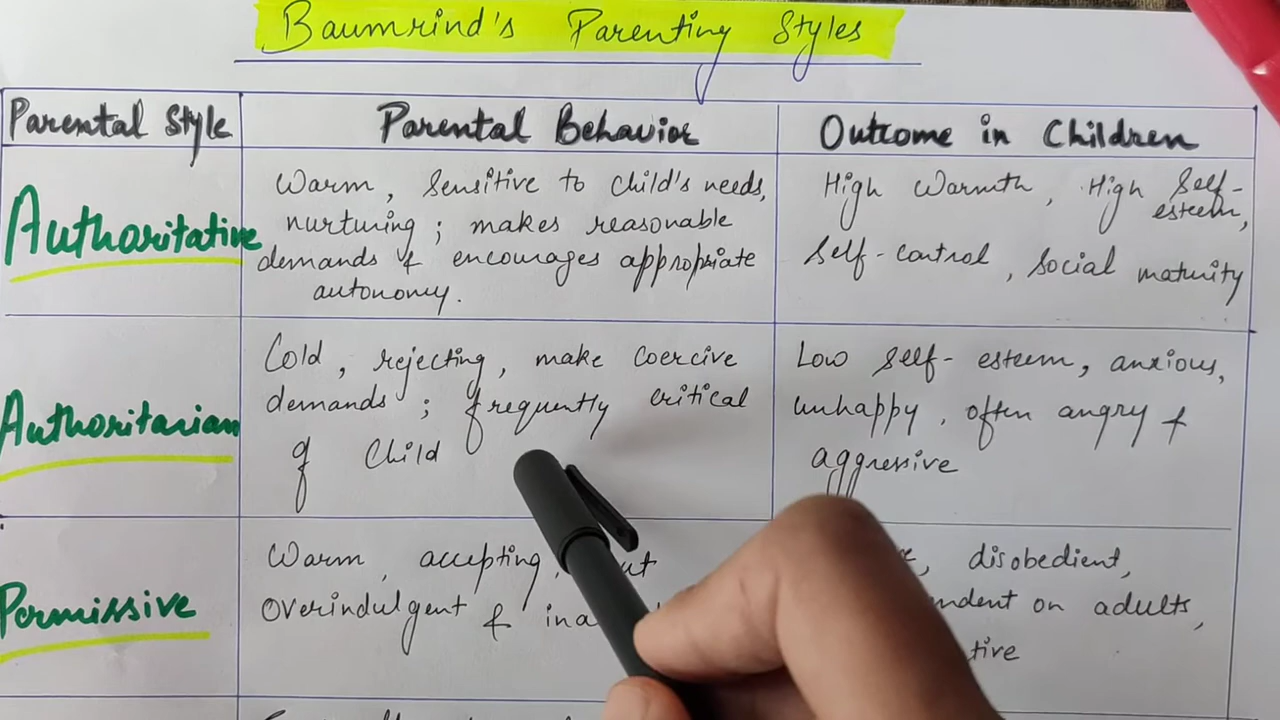 Baumrind's Parenting Styles
Parental Style
Parental Behavior
Outcome in Children
Authoritative
Warm, Sensitive to child's needs,
nurturing; makes reasonable
demands & encourages appropriate
autonomy.
High Warmth, High Self-
esteem,
Self-control, Social maturity
Authoritarian
Cold, rejecting, make coercive
demands; frequently critical
of Child
Low Self-esteem, anxious,
unhappy, often angry &
aggressive
Permissive
Warm, accepting,
Overindulgent &
disobedient,
on adults,